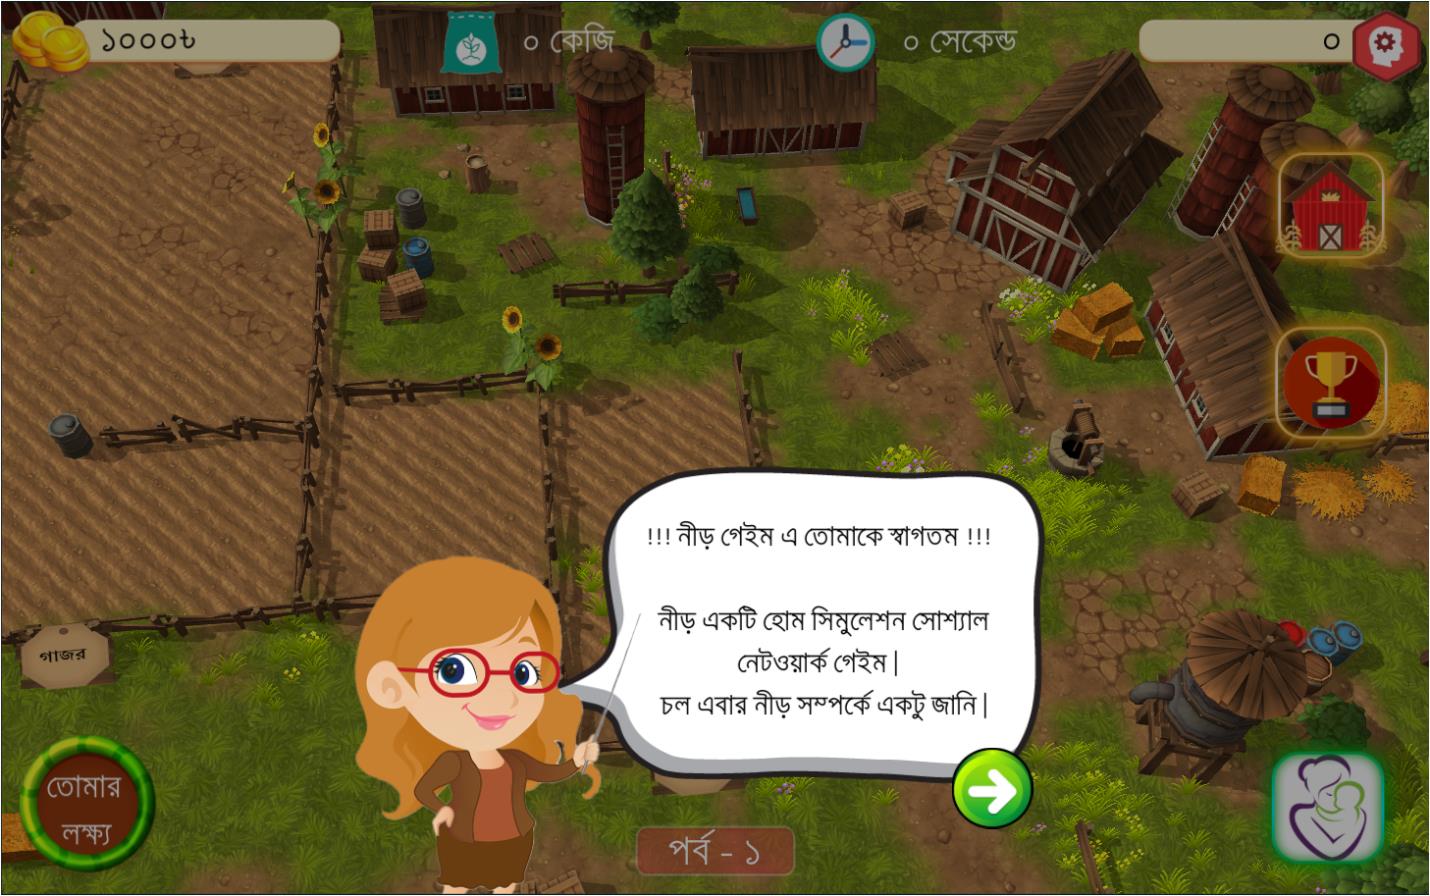 ১০০০৳
০ কেজি
০ সেকেন্ড
০
!!! নীড় গেইম এ তোমাকে স্বাগতম !!!
নীড় একটি হোম সিমুলেশন সোশ্যাল
নেটওয়ার্ক গেইম|
চল এবার নীড় সম্পর্কে একটু জানি|
গাজর
তোমার
লক্ষ্য
পর্ব - ১